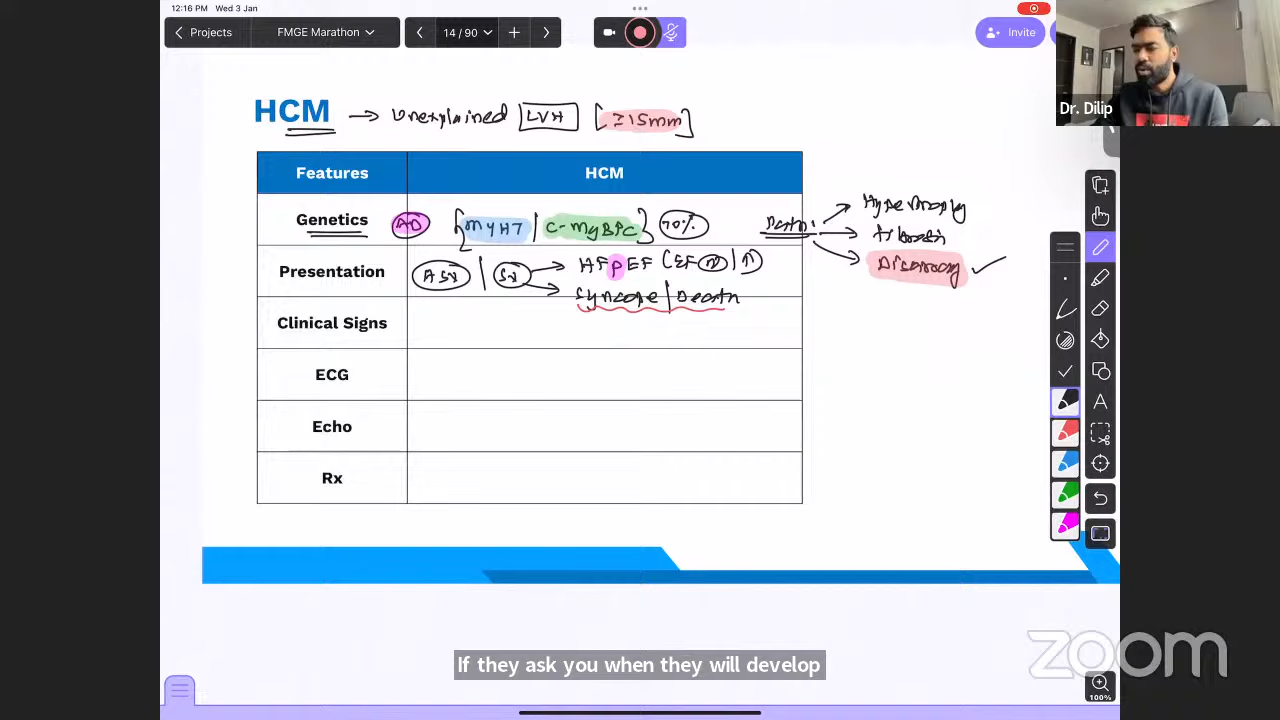 12:16 PM Wed 3 Jan
Projects FMGE Marathon 14 / 90 Invite
Dr. Dilip
HCM → Unexplained LVH [≥15mm]
Features HCM
Genetics AD {MYH7 | C-MyBPC} 70%
Presentation ASx | Sx → HFpEF (EF N | ↑)
→ Syncope | Death
Clinical Signs
ECG
Echo
Rx
Patho: → Hypertrophy
→ Fibrosis
→ Disarray ✓
A
If they ask you when they will develop
zoom
100%